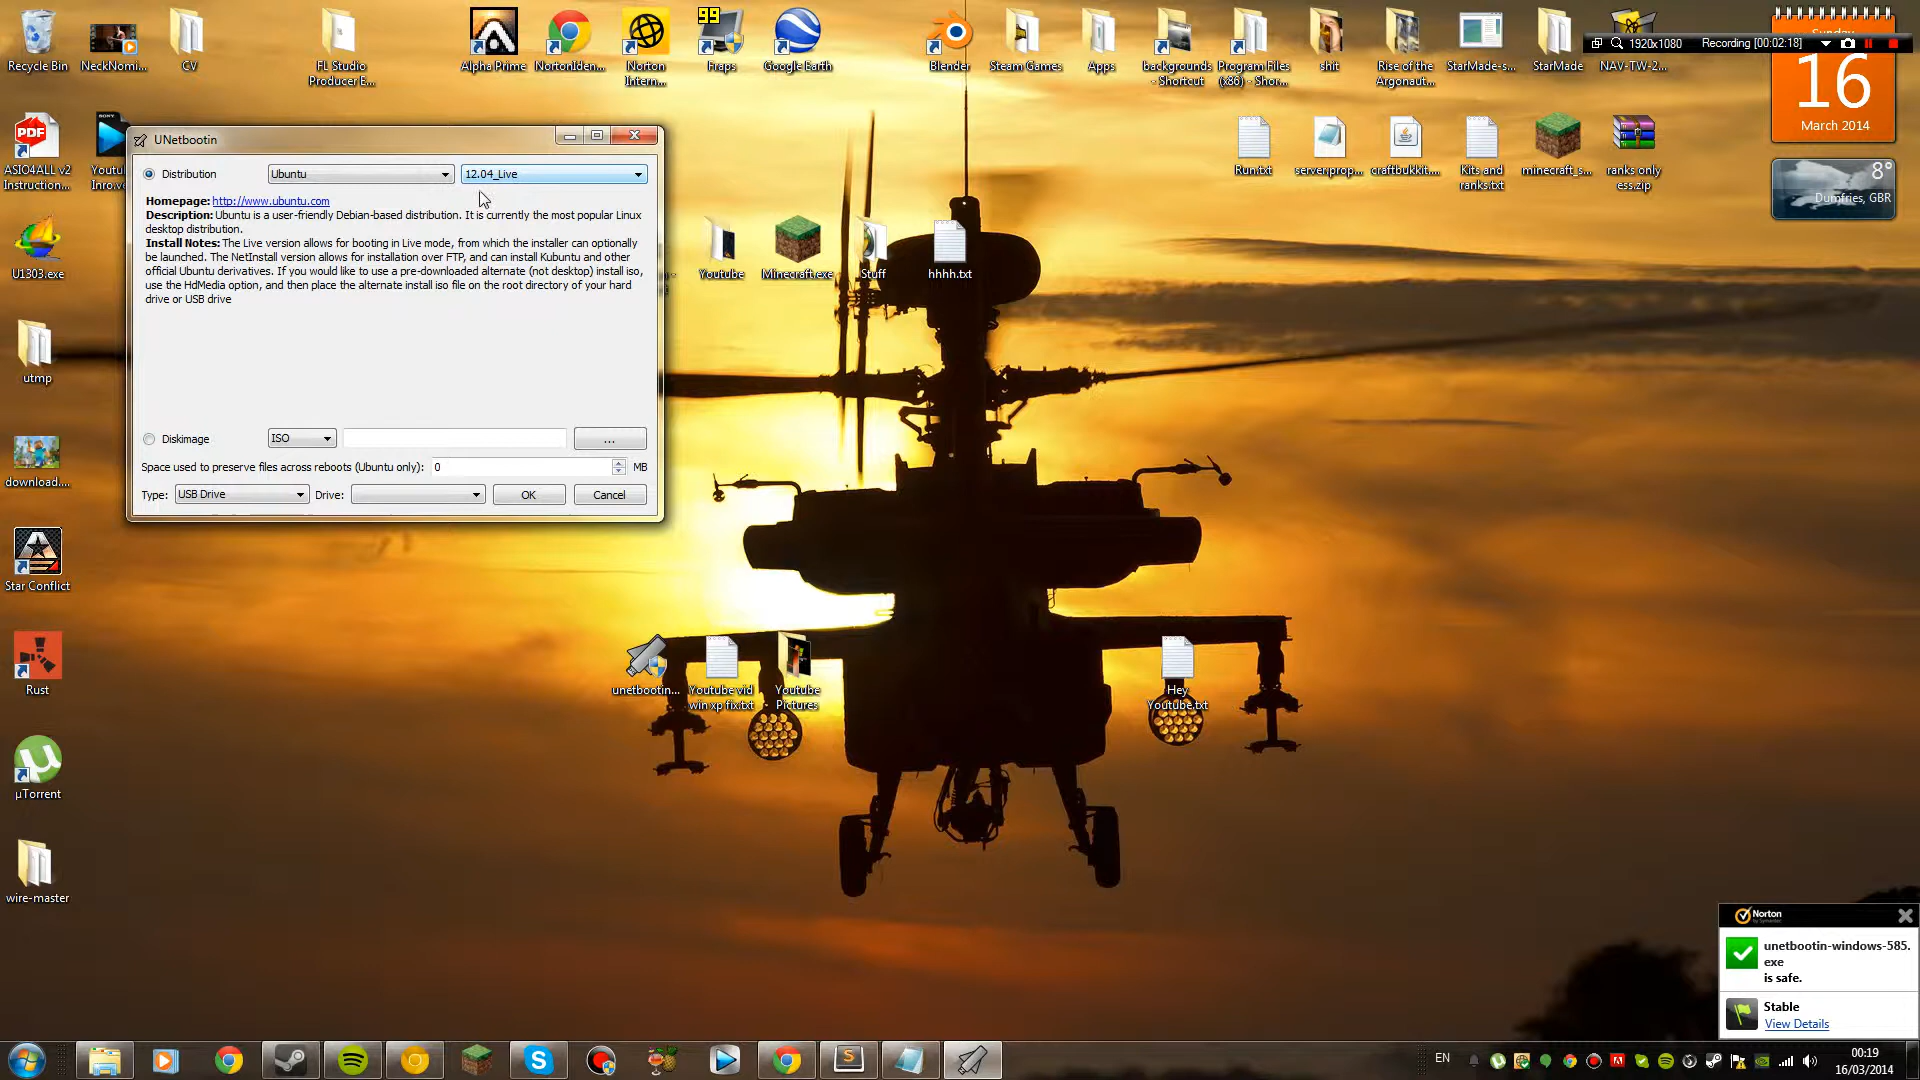 Recycle Bin
NeckNomi...
CV
FL Studio
Producer E...
Alpha Prime
NortonIden...
Norton
Intern...
99
Fraps
Google Earth
Blender
Steam Games
Apps
backgrounds
- Shortcut
Program Files
(x86) - Shor...
shit
Rise of the
Argonaut...
StarMade-s...
StarMade
NAV-TW-2...
1920x1080
Recording [00:02:18]
Sunday
16
March 2014
8°
Dumfries, GBR
PDF
ASIO4ALL v2
Instruction...
SONY
Youtu
Inro.ve
U1303.exe
utmp
download....
Star Conflict
Rust
µTorrent
wire-master
UNetbootin
Distribution
Ubuntu
12.04_Live
Homepage: http://www.ubuntu.com
Description: Ubuntu is a user-friendly Debian-based distribution. It is currently the most popular Linux
desktop distribution.
Install Notes: The Live version allows for booting in Live mode, from which the installer can optionally
be launched. The NetInstall version allows for installation over FTP, and can install Kubuntu and other
official Ubuntu derivatives. If you would like to use a pre-downloaded alternate (not desktop) install iso,
use the HdMedia option, and then place the alternate install iso file on the root directory of your hard
drive or USB drive
Diskimage
ISO
...
Space used to preserve files across reboots (Ubuntu only):
0
MB
Type:
USB Drive
Drive:
OK
Cancel
Run.txt
server.prop...
craftbukkit....
Kits and
ranks.txt
minecraft_s...
ranks only
ess.zip
Youtube
Minecraft.exe
Stuff
hhhh.txt
unetbootin...
Youtube vid
win xp fix.txt
Youtube
Pictures
Hey
Youtube.txt
Norton
by Symantec
unetbootin-windows-585.
exe
is safe.
Stable
View Details
EN
00:19
16/03/2014